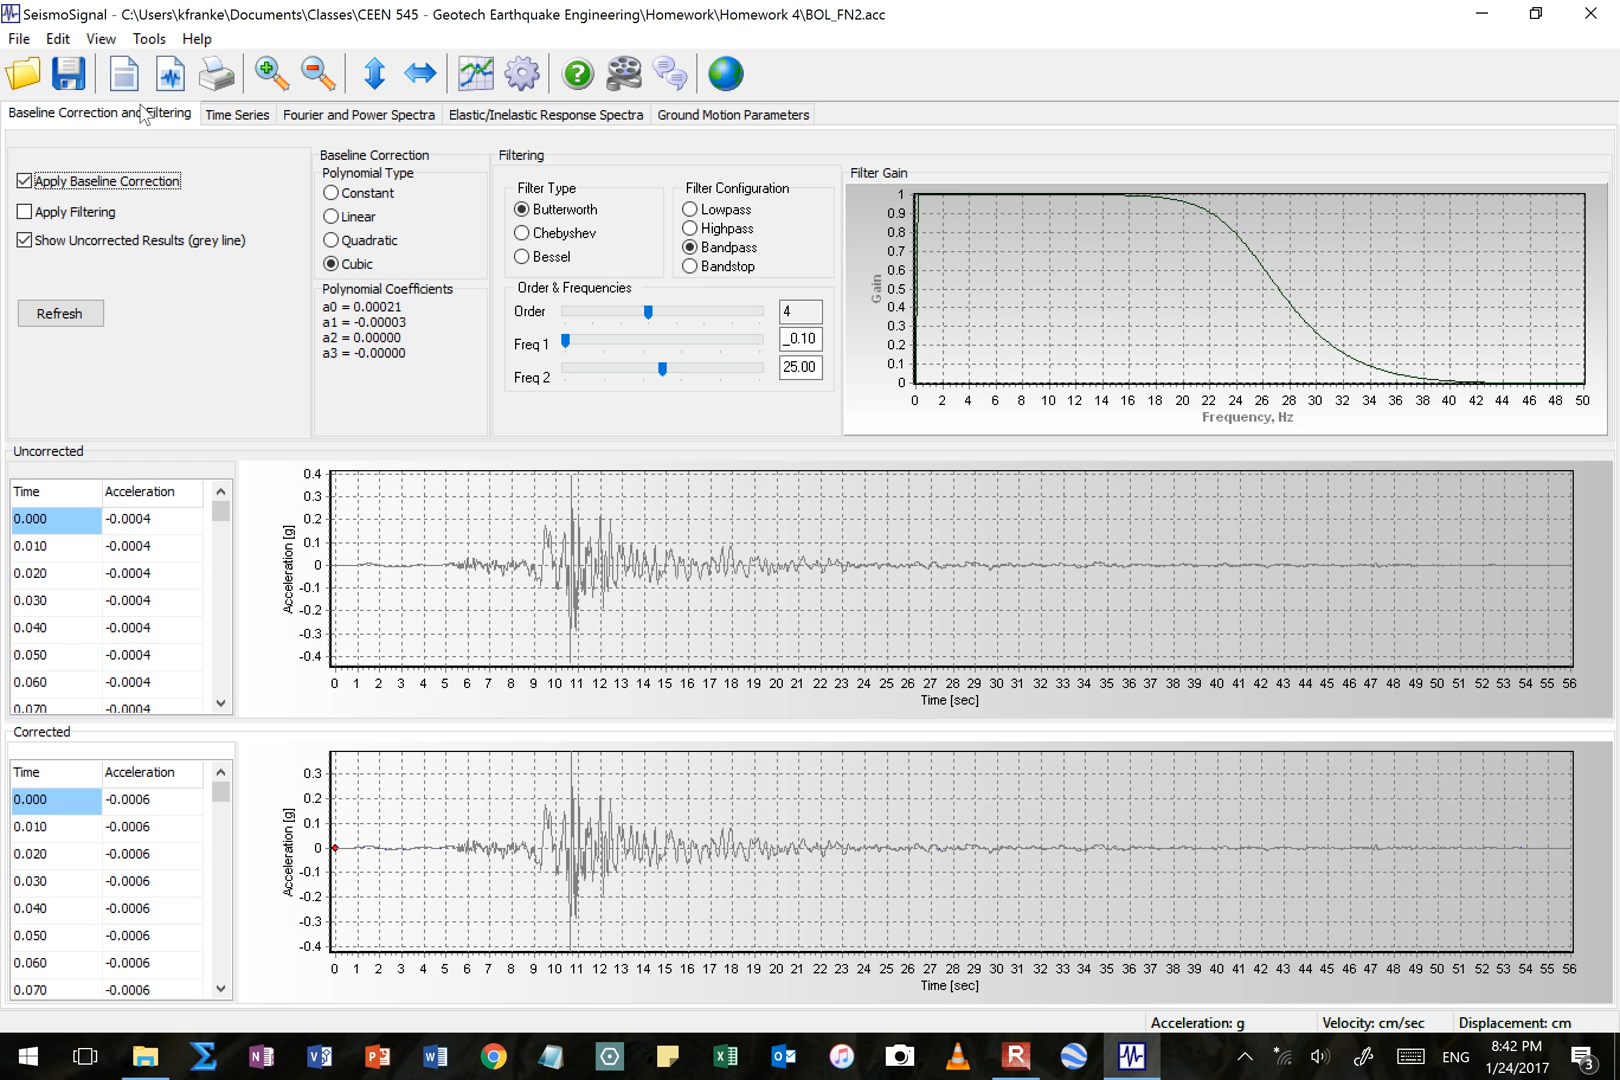 SeismoSignal - C:\Users\kfranke\Documents\Classes\CEEN 545 - Geotech Earthquake Engineering\Homework\Homework 4\BOL_FN2.acc
File Edit View Tools Help
Baseline Correction and Filtering Time Series Fourier and Power Spectra Elastic/Inelastic Response Spectra Ground Motion Parameters
Apply Baseline Correction
Apply Filtering
Show Uncorrected Results (grey line)
Refresh
Baseline Correction
Polynomial Type
Constant
Linear
Quadratic
Cubic
Polynomial Coefficients
a0 = 0.00021
a1 = -0.00003
a2 = 0.00000
a3 = -0.00000
Filtering
Filter Type
Butterworth
Chebyshev
Bessel
Filter Configuration
Lowpass
Highpass
Bandpass
Bandstop
Order & Frequencies
Order 4
Freq 1 _0.10
Freq 2 25.00
Filter Gain
1
0.9
0.8
0.7
0.6
0.5
0.4
0.3
0.2
0.1
0
Gain
0 2 4 6 8 10 12 14 16 18 20 22 24 26 28 30 32 34 36 38 40 42 44 46 48 50
Frequency, Hz
Uncorrected
Time Acceleration
0.000 -0.0004
0.010 -0.0004
0.020 -0.0004
0.030 -0.0004
0.040 -0.0004
0.050 -0.0004
0.060 -0.0004
0.070 -0.0004
0.4
0.3
0.2
0.1
0
-0.1
-0.2
-0.3
-0.4
Acceleration [g]
0 1 2 3 4 5 6 7 8 9 10 11 12 13 14 15 16 17 18 19 20 21 22 23 24 25 26 27 28 29 30 31 32 33 34 35 36 37 38 39 40 41 42 43 44 45 46 47 48 49 50 51 52 53 54 55 56
Time [sec]
Corrected
Time Acceleration
0.000 -0.0006
0.010 -0.0006
0.020 -0.0006
0.030 -0.0006
0.040 -0.0006
0.050 -0.0006
0.060 -0.0006
0.070 -0.0006
0.3
0.2
0.1
0
-0.1
-0.2
-0.3
-0.4
Acceleration [g]
0 1 2 3 4 5 6 7 8 9 10 11 12 13 14 15 16 17 18 19 20 21 22 23 24 25 26 27 28 29 30 31 32 33 34 35 36 37 38 39 40 41 42 43 44 45 46 47 48 49 50 51 52 53 54 55 56
Time [sec]
Acceleration: g Velocity: cm/sec Displacement: cm
ENG
8:42 PM
1/24/2017
3